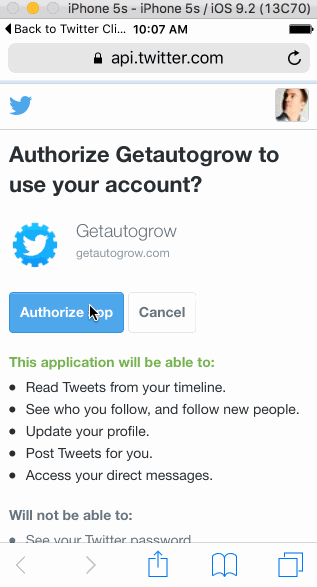 iPhone 5s - iPhone 5s / iOS 9.2 (13C70)
Back to Twitter Cli... 10:07 AM
api.twitter.com
Authorize Getautogrow to
use your account?
Getautogrow
getautogrow.com
Authorize App Cancel
This application will be able to:
• Read Tweets from your timeline.
• See who you follow, and follow new people.
• Update your profile.
• Post Tweets for you.
• Access your direct messages.
Will not be able to:
• See your Twitter password.